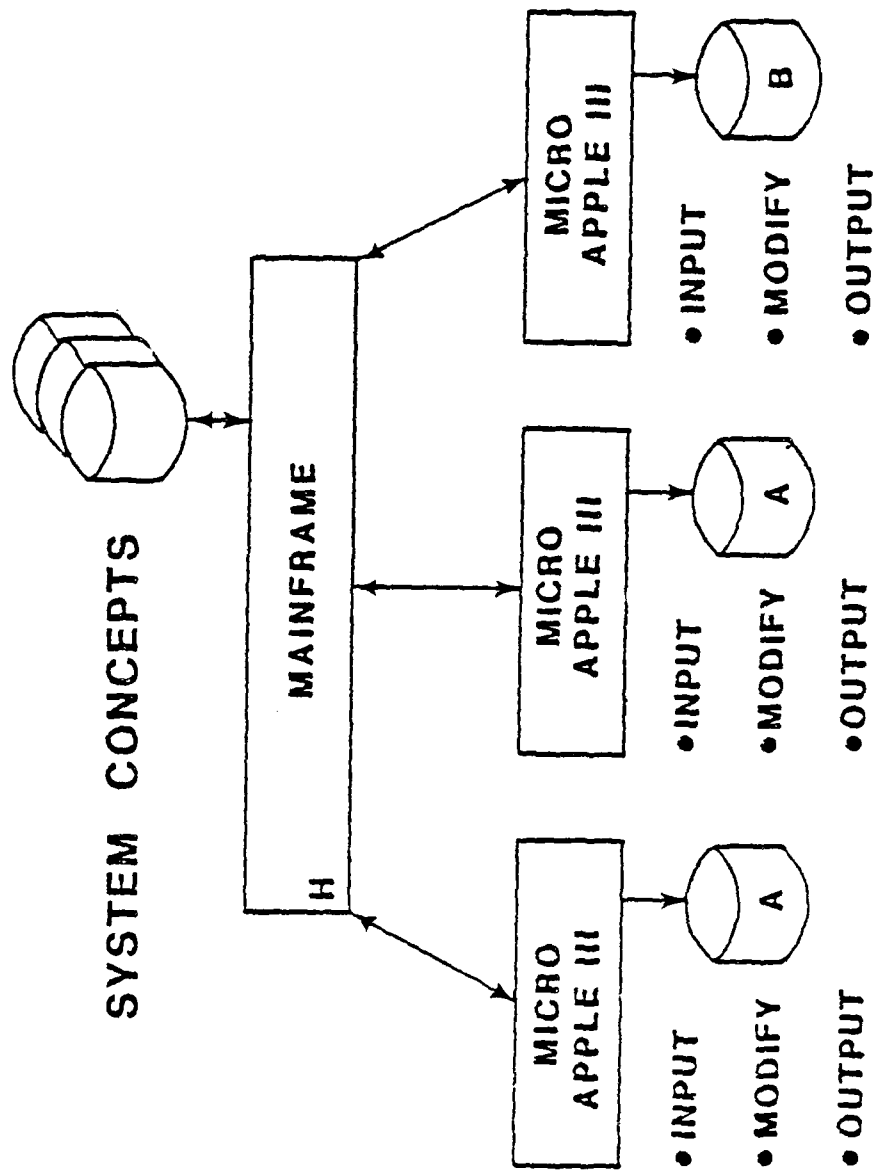 SYSTEM CONCEPTS
MAINFRAME
H
MICRO
APPLE III
A
• INPUT
• MODIFY
• OUTPUT
MICRO
APPLE III
A
• INPUT
• MODIFY
• OUTPUT
MICRO
APPLE III
B
• INPUT
• MODIFY
• OUTPUT